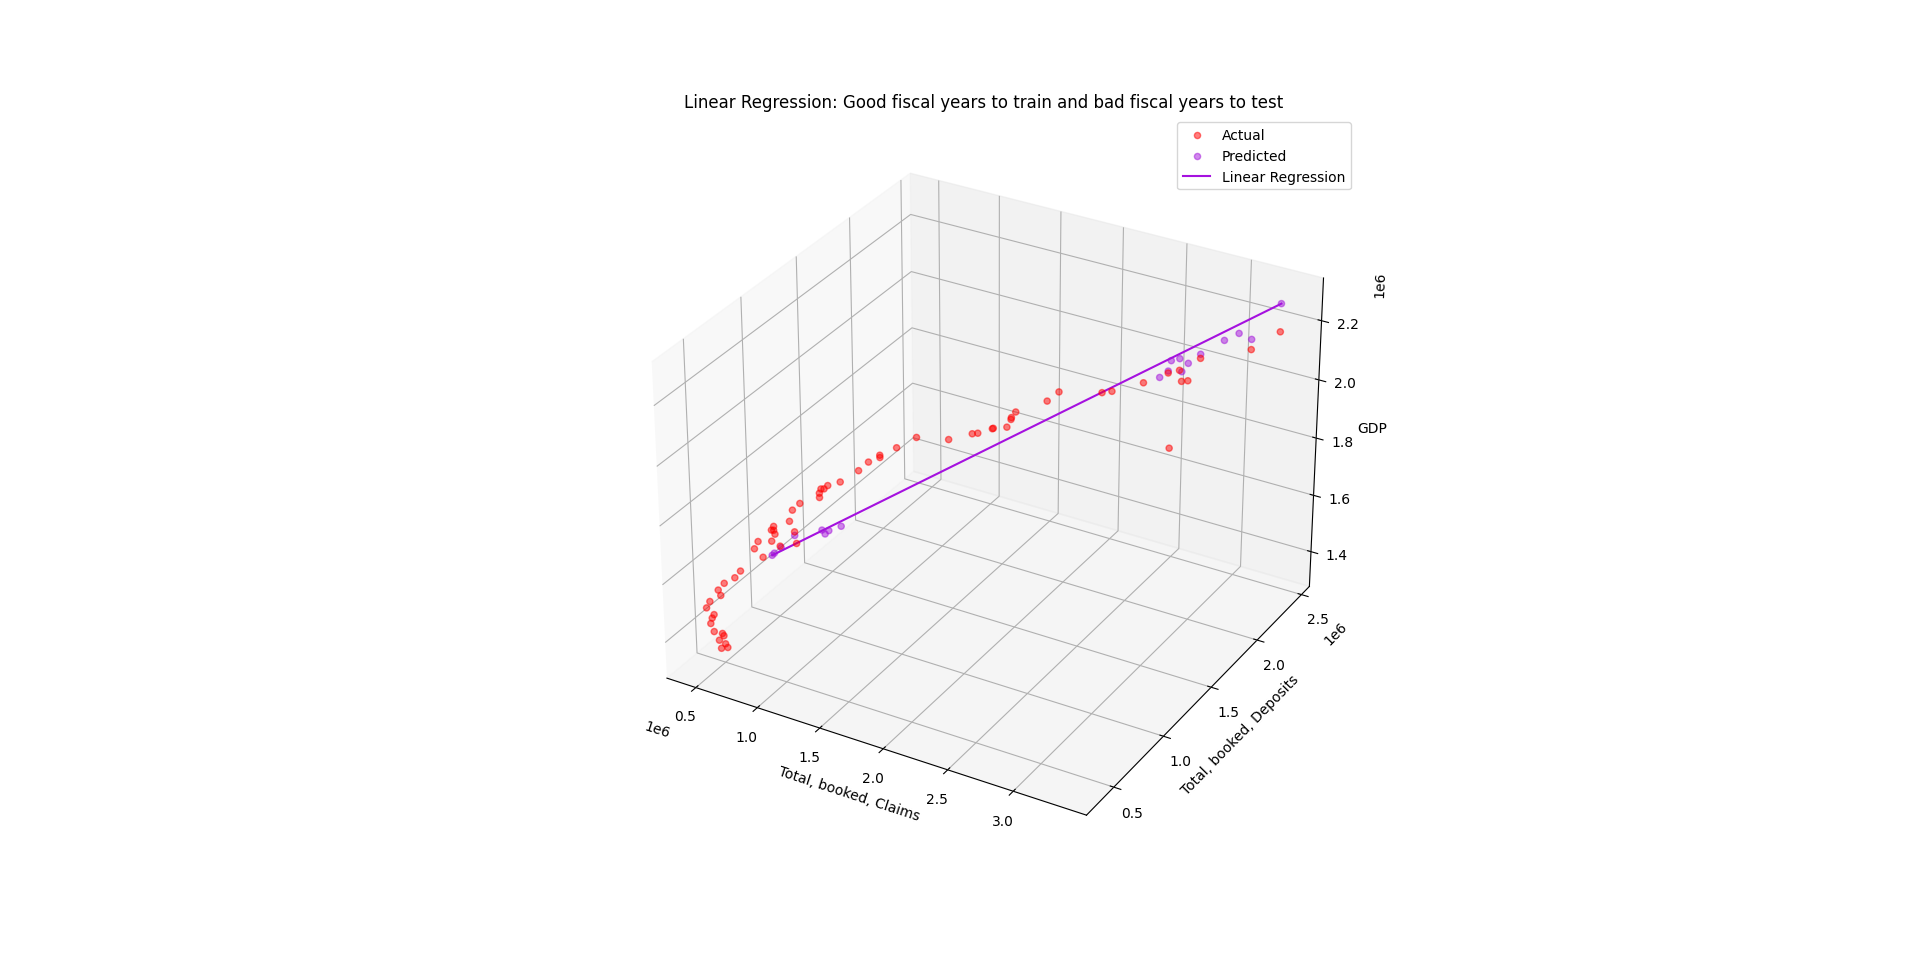 Linear Regression: Good fiscal years to train and bad fiscal years to test
Actual
Predicted
Linear Regression
1e6
2.2
2.0
GDP
1.8
1.6
1.4
2.5
1e6
2.0
1.5
1.0
0.5
Total, booked, Deposits
1e6
0.5
1.0
1.5
2.0
2.5
3.0
Total, booked, Claims